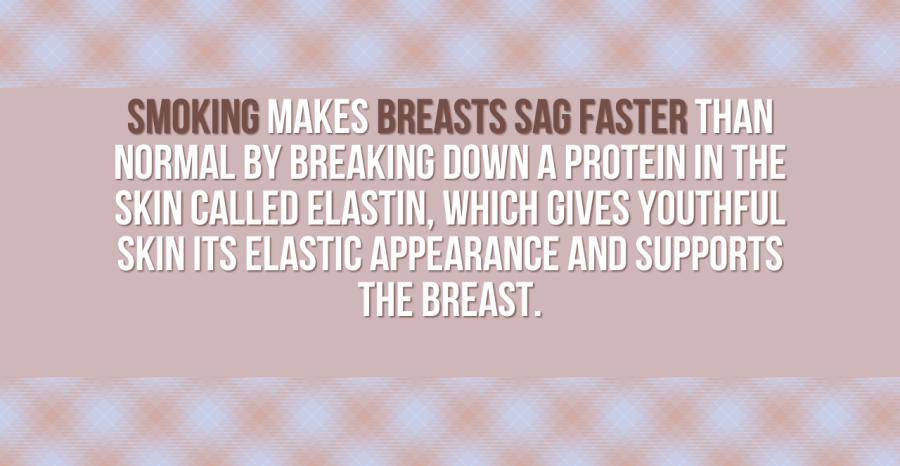 SMOKING MAKES BREASTS SAG FASTER THAN
NORMAL BY BREAKING DOWN A PROTEIN IN THE
SKIN CALLED ELASTIN, WHICH GIVES YOUTHFUL
SKIN ITS ELASTIC APPEARANCE AND SUPPORTS
THE BREAST.